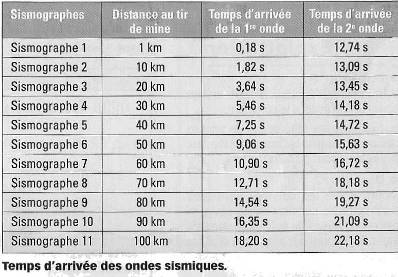 Sismographes Distance au tir de mine Temps d'arrivée de la 1re onde Temps d'arrivée de la 2e onde
Sismographe 1 1 km 0,18 s 12,74 s
Sismographe 2 10 km 1,82 s 13,09 s
Sismographe 3 20 km 3,64 s 13,45 s
Sismographe 4 30 km 5,46 s 14,18 s
Sismographe 5 40 km 7,25 s 14,72 s
Sismographe 6 50 km 9,06 s 15,63 s
Sismographe 7 60 km 10,90 s 16,72 s
Sismographe 8 70 km 12,71 s 18,18 s
Sismographe 9 80 km 14,54 s 19,27 s
Sismographe 10 90 km 16,35 s 21,09 s
Sismographe 11 100 km 18,20 s 22,18 s
Temps d'arrivée des ondes sismiques.